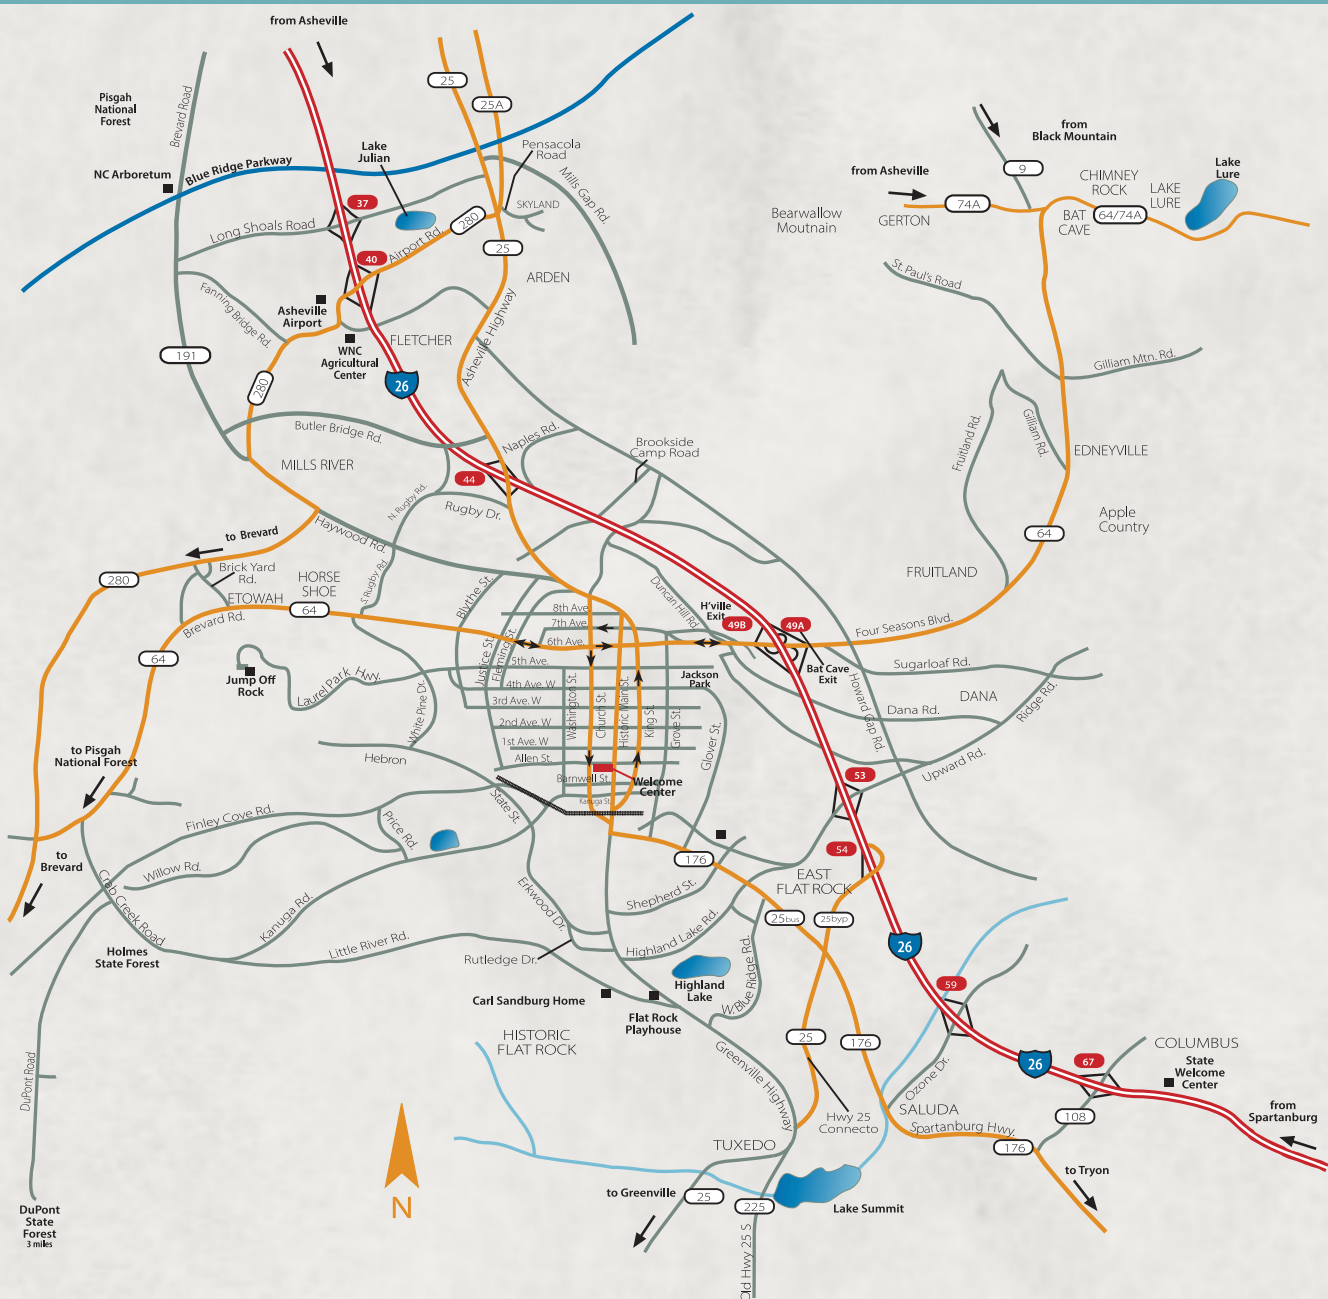 from Asheville
25
25A
Pisgah
National
Forest
Brevard Road
NC Arboretum
Blue Ridge Parkway
Lake
Julian
Pensacola
Road
Mills Gap Rd.
SKYLAND
37
Long Shoals Road
280
Airport Rd.
40
25
ARDEN
Fanning Bridge Rd.
Asheville
Airport
WNC
Agricultural
Center
FLETCHER
Asheville Highway
191
280
26
from
Black Mountain
9
from Asheville
74A
GERTON
Bearwallow
Moutnain
CHIMNEY
ROCK
BAT
CAVE
64/74A
LAKE
LURE
Lake
Lure
St. Paul's Road
Gilliam Mtn. Rd.
Fruitland Rd.
Gilliam Rd.
EDNEYVILLE
Apple
Country
64
FRUITLAND
Four Seasons Blvd.
Butler Bridge Rd.
Naples Rd.
Brookside
Camp Road
MILLS RIVER
44
N. Rugby Rd.
Rugby Dr.
Haywood Rd.
to Brevard
280
Brick Yard
Rd.
HORSE
SHOE
ETOWAH
64
S Rugby Rd.
Brevard Rd.
64
Blythe St.
Duncan Hill Rd.
H'ville
Exit
49B
49A
Bat Cave
Exit
8th Ave
7th Ave.
6th Ave.
5th Ave.
4th Ave. W
3rd Ave. W
2nd Ave. W
1st Ave. W
Allen St.
Barnwell St.
Kanuga St.
Justice St.
Fleming St.
Washington St.
Church St.
Historic Main St.
King St.
Grove St.
Glover St.
Jackson
Park
Welcome
Center
Sugarloaf Rd.
DANA
Dana Rd.
Ridge Rd.
Howard Gap Rd.
Upward Rd.
53
Jump Off
Rock
Laurel Park Hwy.
White Pine Dr.
Hebron
to Pisgah
National Forest
State St.
Finley Cove Rd.
Price Rd.
Willow Rd.
to
Brevard
Crab Creek Road
Kanuga Rd.
Holmes
State Forest
Little River Rd.
Erkwood Dr.
Rutledge Dr.
176
54
EAST
FLAT ROCK
Shepherd St.
25bus
25byp
Highland Lake Rd.
W.Blue Ridge Rd.
26
59
Carl Sandburg Home
Highland
Lake
Flat Rock
Playhouse
HISTORIC
FLAT ROCK
Greenville Highway
25
176
Hwy 25
Connecto
Ozone Dr.
SALUDA
Spartanburg Hwy.
26
67
COLUMBUS
State
Welcome
Center
108
from
Spartanburg
176
to Tryon
DuPont Road
DuPont
State
Forest
3 miles
N
TUXEDO
to Greenville
25
225
Lake Summit
Old Hwy 25 S